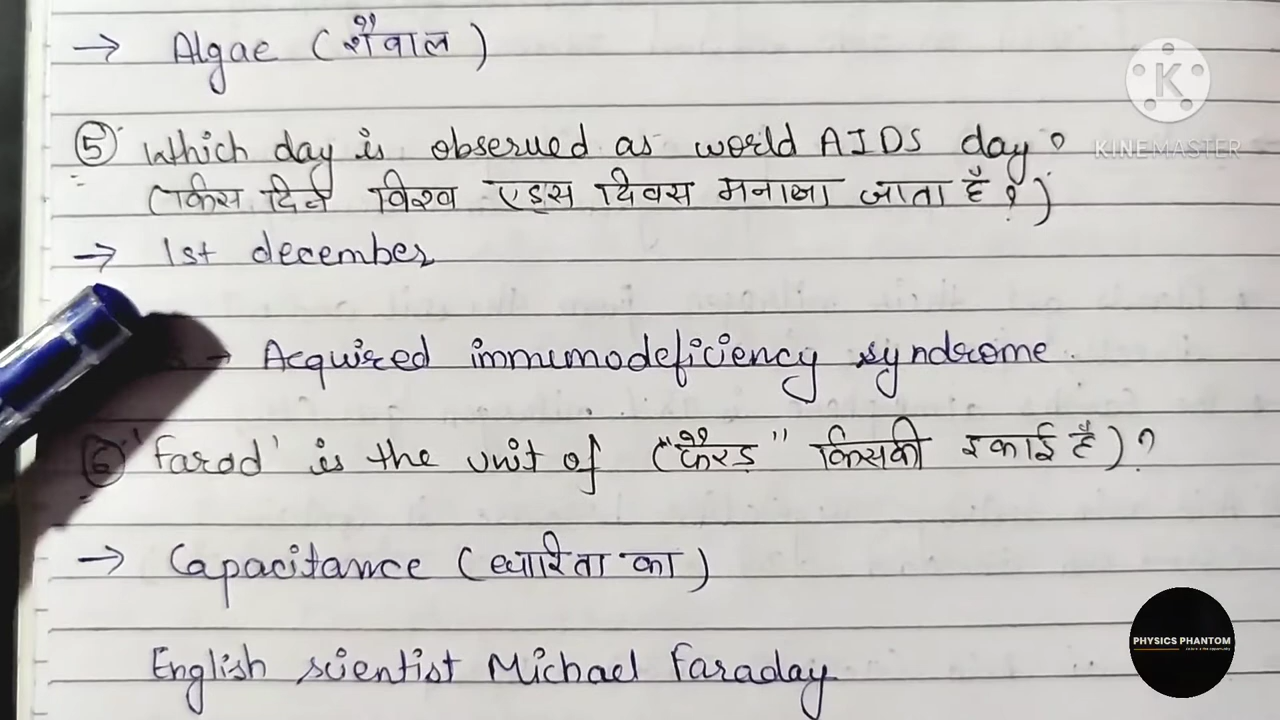 → Algae (शैवाल)
⑤ Which day is observed as world AIDS day?
(किस दिन विश्व एड्स दिवस मनाया जाता है?)
→ 1st december
→ Acquired immunodeficiency syndrome.
⑥ 'farad' is the unit of ("फैरड" किसकी इकाई है)?
→ Capacitance (धारिता का)
English scientist Michael Faraday
K
KINEMASTER
PHYSICS PHANTOM